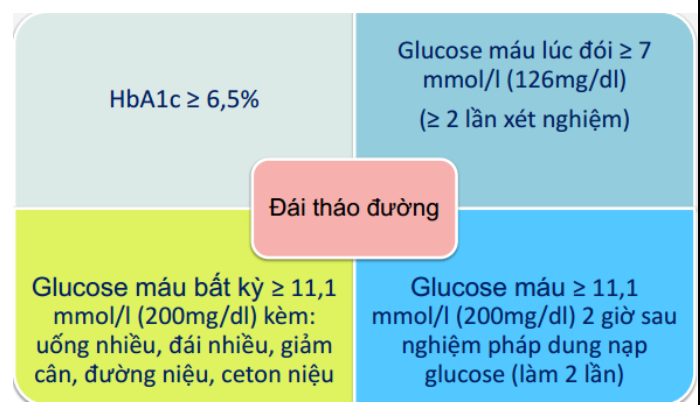 HbA1c ≥ 6,5%
Glucose máu lúc đói ≥ 7
mmol/l (126mg/dl)
(≥ 2 lần xét nghiệm)
Đái tháo đường
Glucose máu bất kỳ ≥ 11,1
mmol/l (200mg/dl) kèm:
uống nhiều, đái nhiều, giảm
cân, đường niệu, ceton niệu
Glucose máu ≥ 11,1
mmol/l (200mg/dl) 2 giờ sau
nghiệm pháp dung nạp
glucose (làm 2 lần)